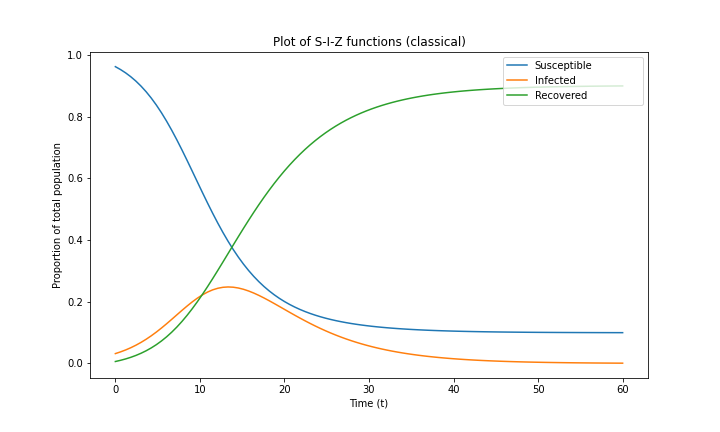 Plot of S-I-Z functions (classical)
Susceptible
Infected
Recovered
Proportion of total population
1.0
0.8
0.6
0.4
0.2
0.0
0 10 20 30 40 50 60
Time (t)